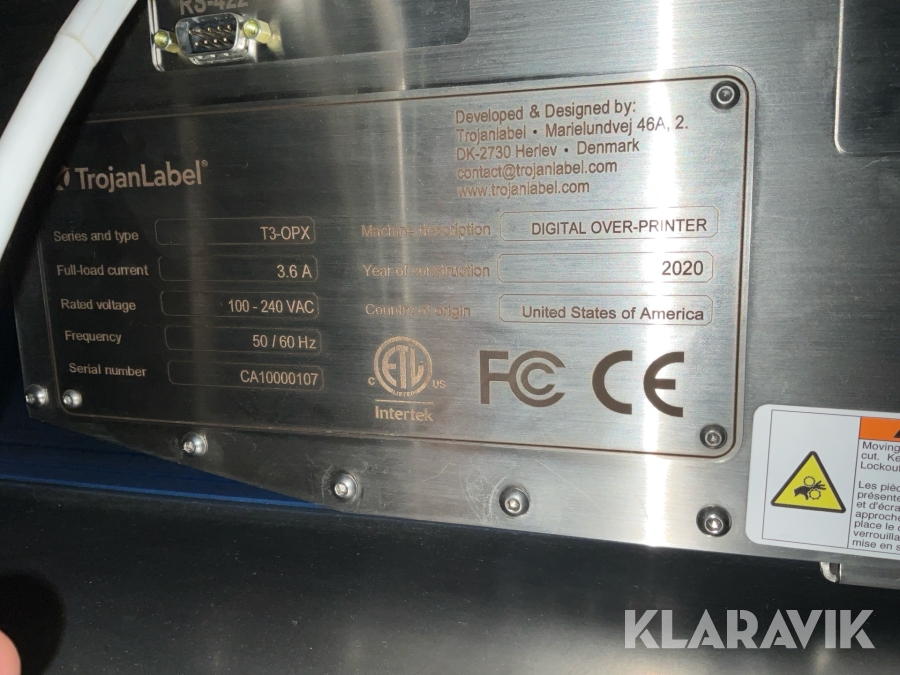 RS-422
Developed & Designed by:
Trojanlabel • Marielundvej 46A, 2.
DK-2730 Herlev • Denmark
contact@trojanlabel.com
www.trojanlabel.com
TrojanLabel®
Series and type T3-OPX
Machine description DIGITAL OVER-PRINTER
Full-load current 3.6 A
Year of construction 2020
Rated voltage 100 - 240 VAC
Country of origin United States of America
Frequency 50 / 60 Hz
Serial number CA10000107
C ETL US
LISTED
Intertek
FC CE
Moving
cut. Ke
Lockou
Les pièc
présente
et d'écra
approche
place le
verrouilla
mise en s
KLARAVIK